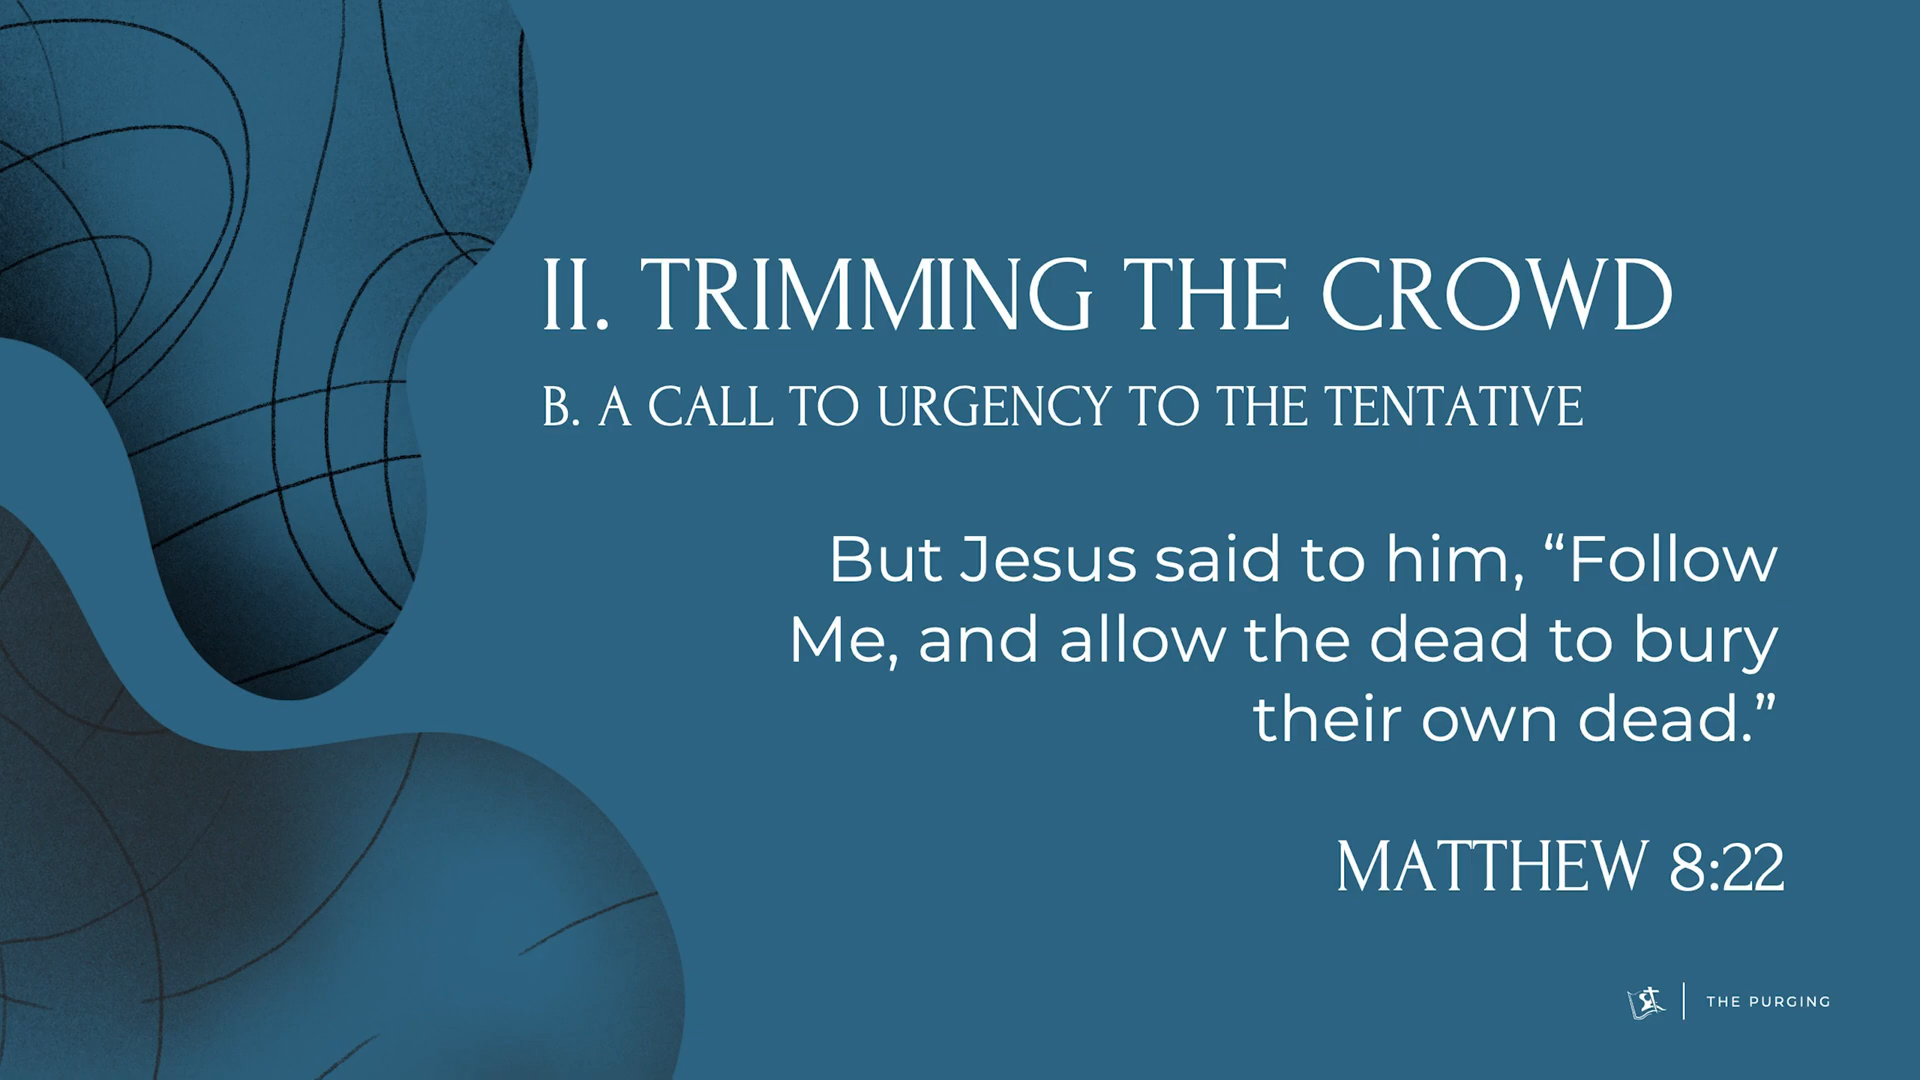 II. TRIMMING THE CROWD
B. A CALL TO URGENCY TO THE TENTATIVE
But Jesus said to him, “Follow
Me, and allow the dead to bury
their own dead.”
MATTHEW 8:22
THE PURGING